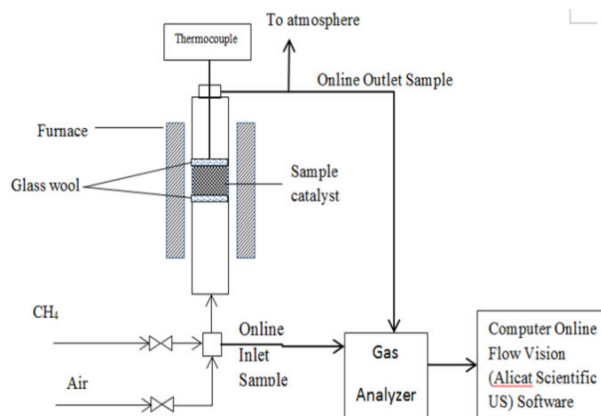 To atmosphere
Thermocouple
Online Outlet Sample
Furnace
Glass wool
Sample
catalyst
CH₄
Online
Inlet
Sample
Air
Gas
Analyzer
Computer Online
Flow Vision
(Alicat Scientific
US) Software